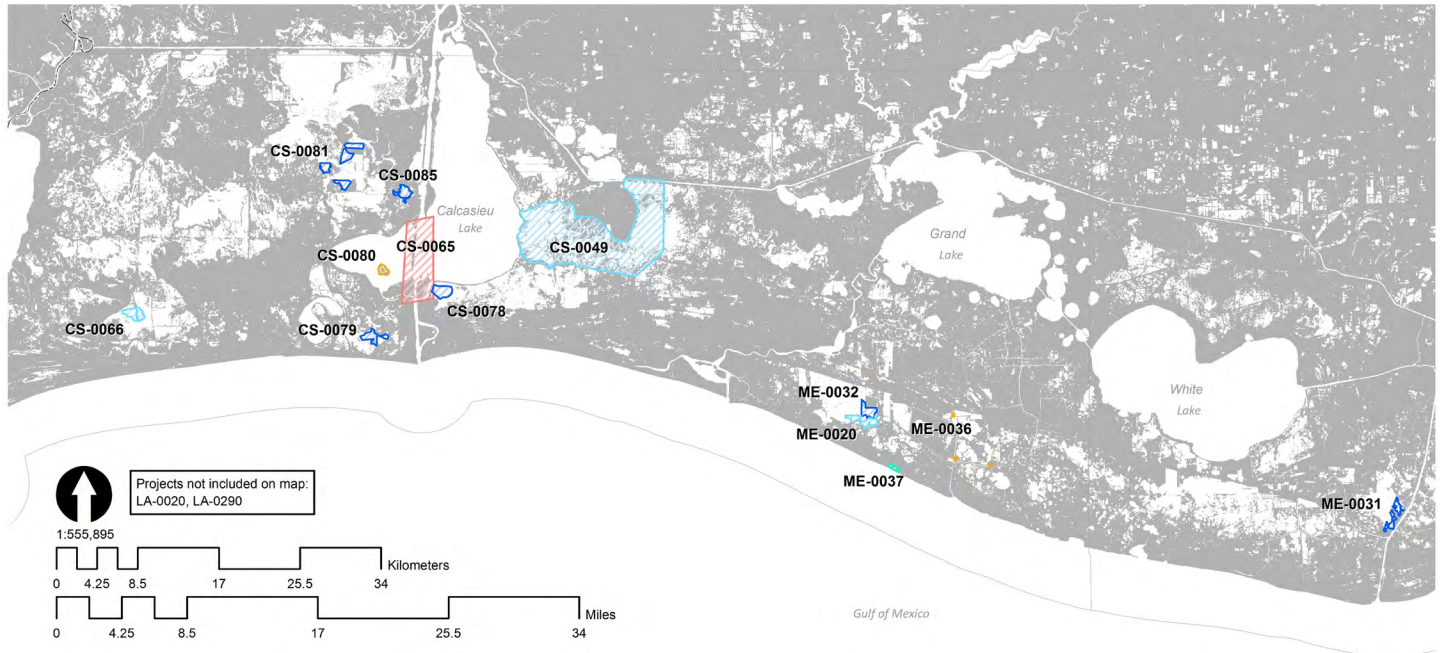 CS-0081
CS-0085
Calcasieu
Lake
CS-0065
CS-0049
CS-0080
CS-0078
CS-0066
CS-0079
Grand
Lake
White
Lake
ME-0032
ME-0020
ME-0036
ME-0037
ME-0031
Projects not included on map:
LA-0020, LA-0290
1:555,895
Kilometers
0 4.25 8.5 17 25.5 34
Miles
0 4.25 8.5 17 25.5 34
Gulf of Mexico